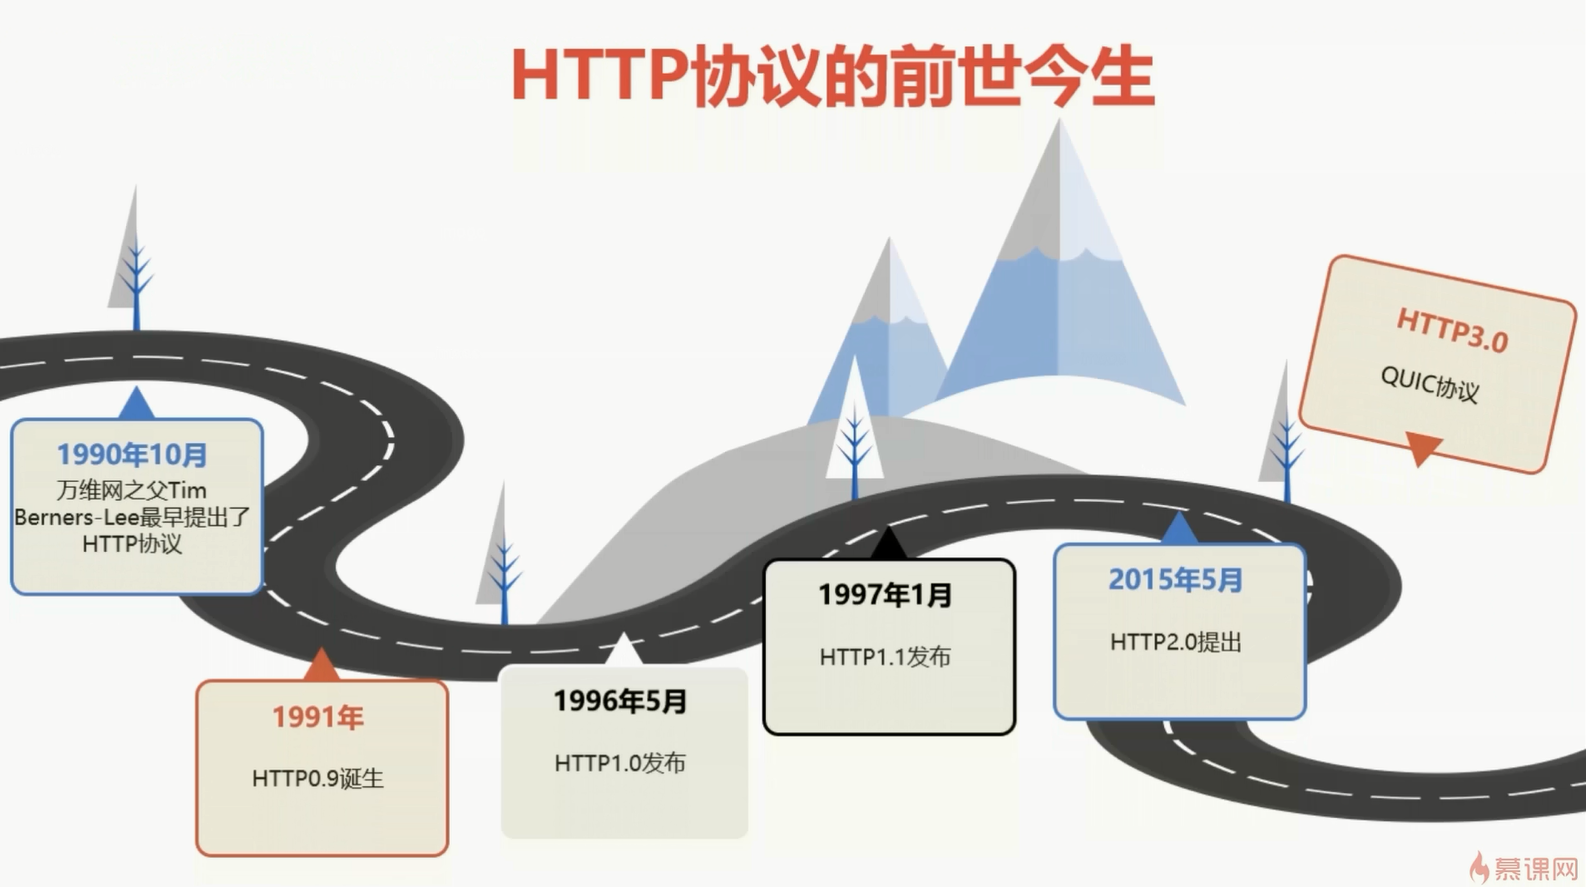 HTTP协议的前世今生
1990年10月
万维网之父Tim
Berners-Lee最早提出了
HTTP协议
1991年
HTTP0.9诞生
1996年5月
HTTP1.0发布
1997年1月
HTTP1.1发布
2015年5月
HTTP2.0提出
HTTP3.0
QUIC协议
慕课网